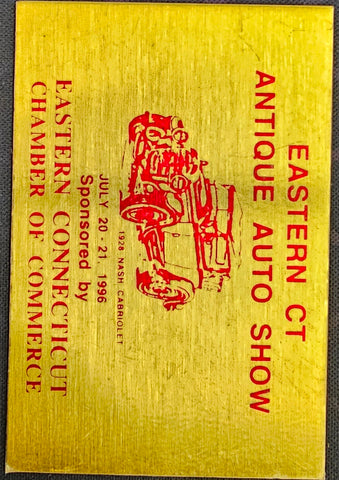 EASTERN CT
ANTIQUE AUTO SHOW
1928 NASH CABRIOLET
JULY 20 - 21, 1996
Sponsored by
EASTERN CONNECTICUT
CHAMBER OF COMMERCE